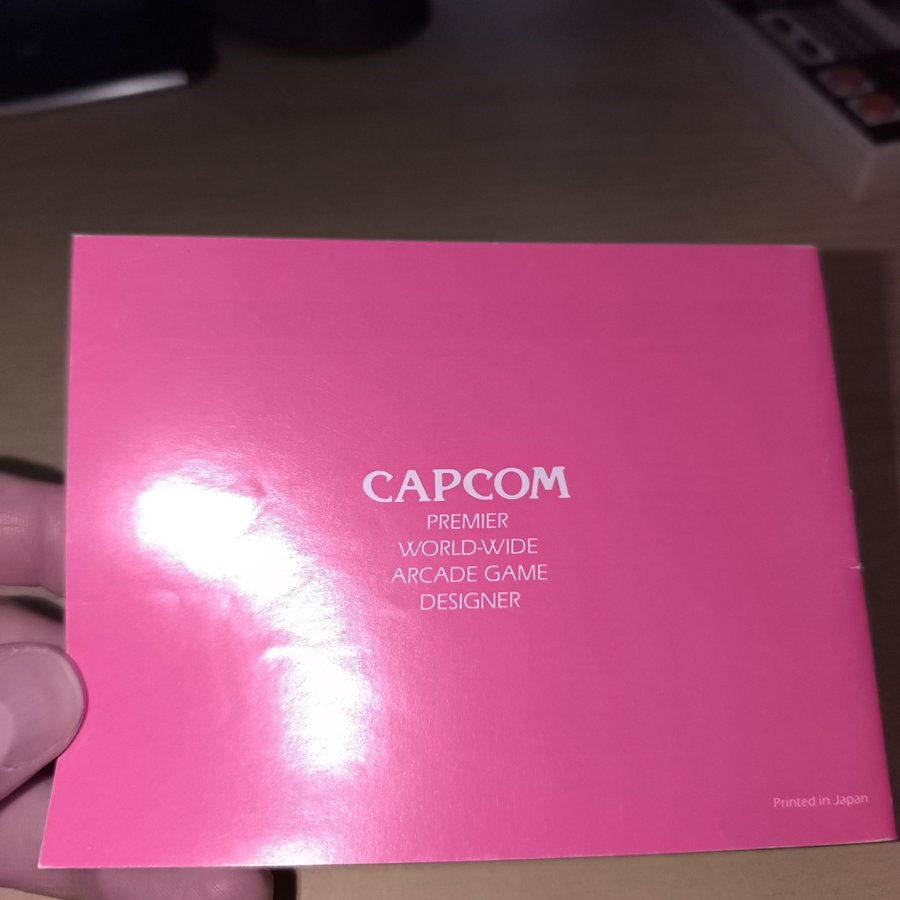 CAPCOM
PREMIER
WORLD-WIDE
ARCADE GAME
DESIGNER
Printed in Japan